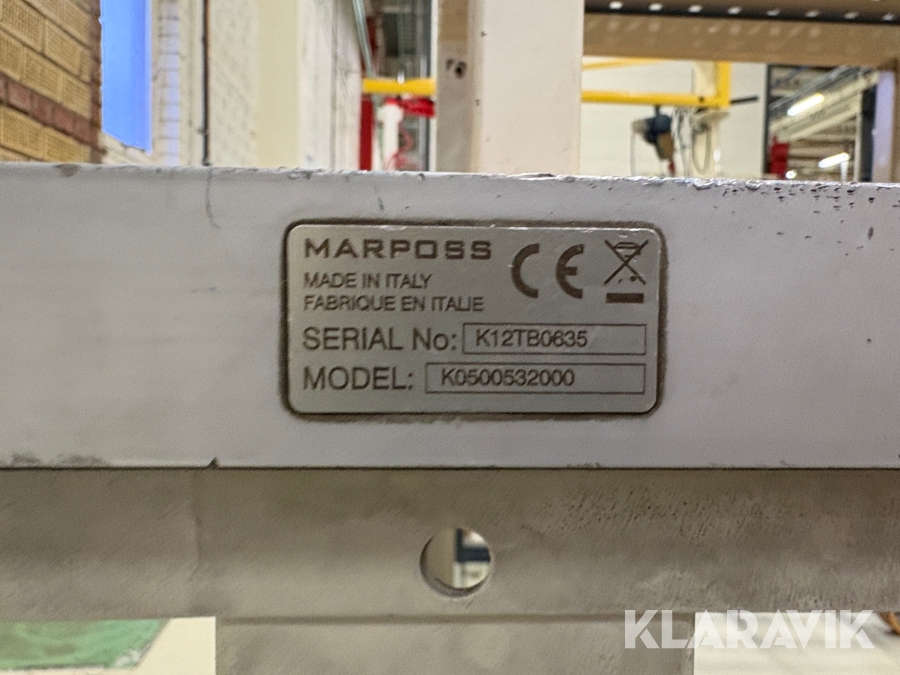 MARPOSS
MADE IN ITALY
FABRIQUE EN ITALIE
CE
SERIAL No: K12TB0635
MODEL: K0500532000
KLARAVIK